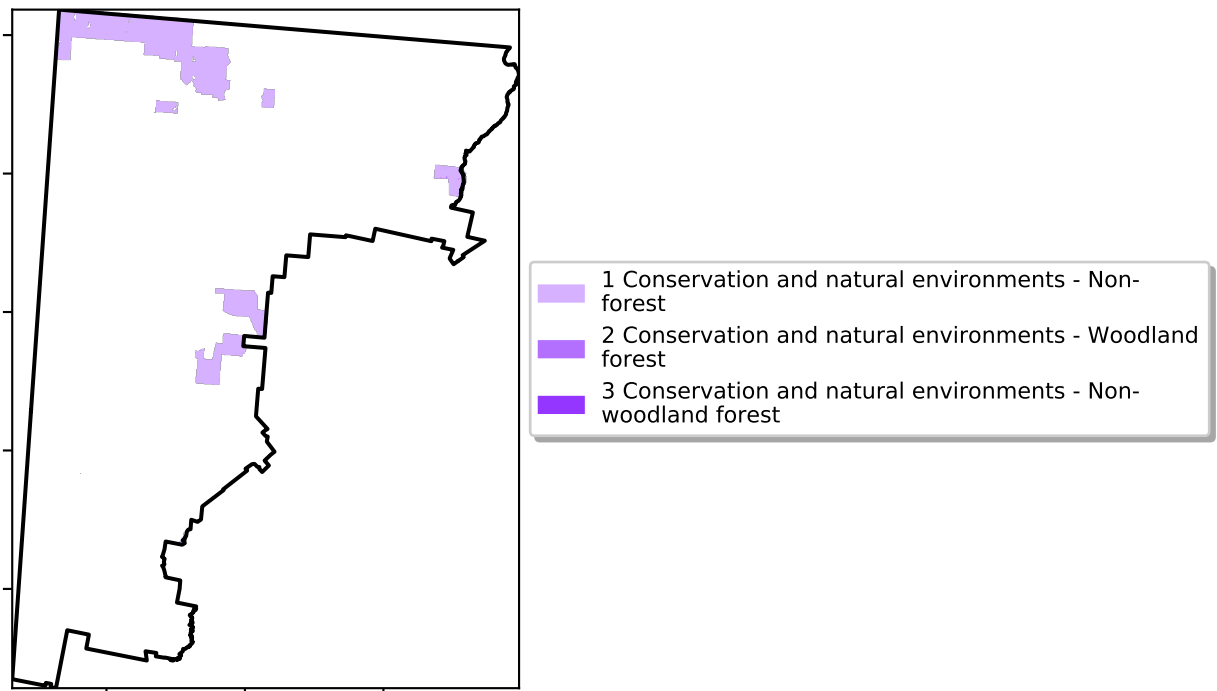 1 Conservation and natural environments - Non-
forest
2 Conservation and natural environments - Woodland
forest
3 Conservation and natural environments - Non-
woodland forest